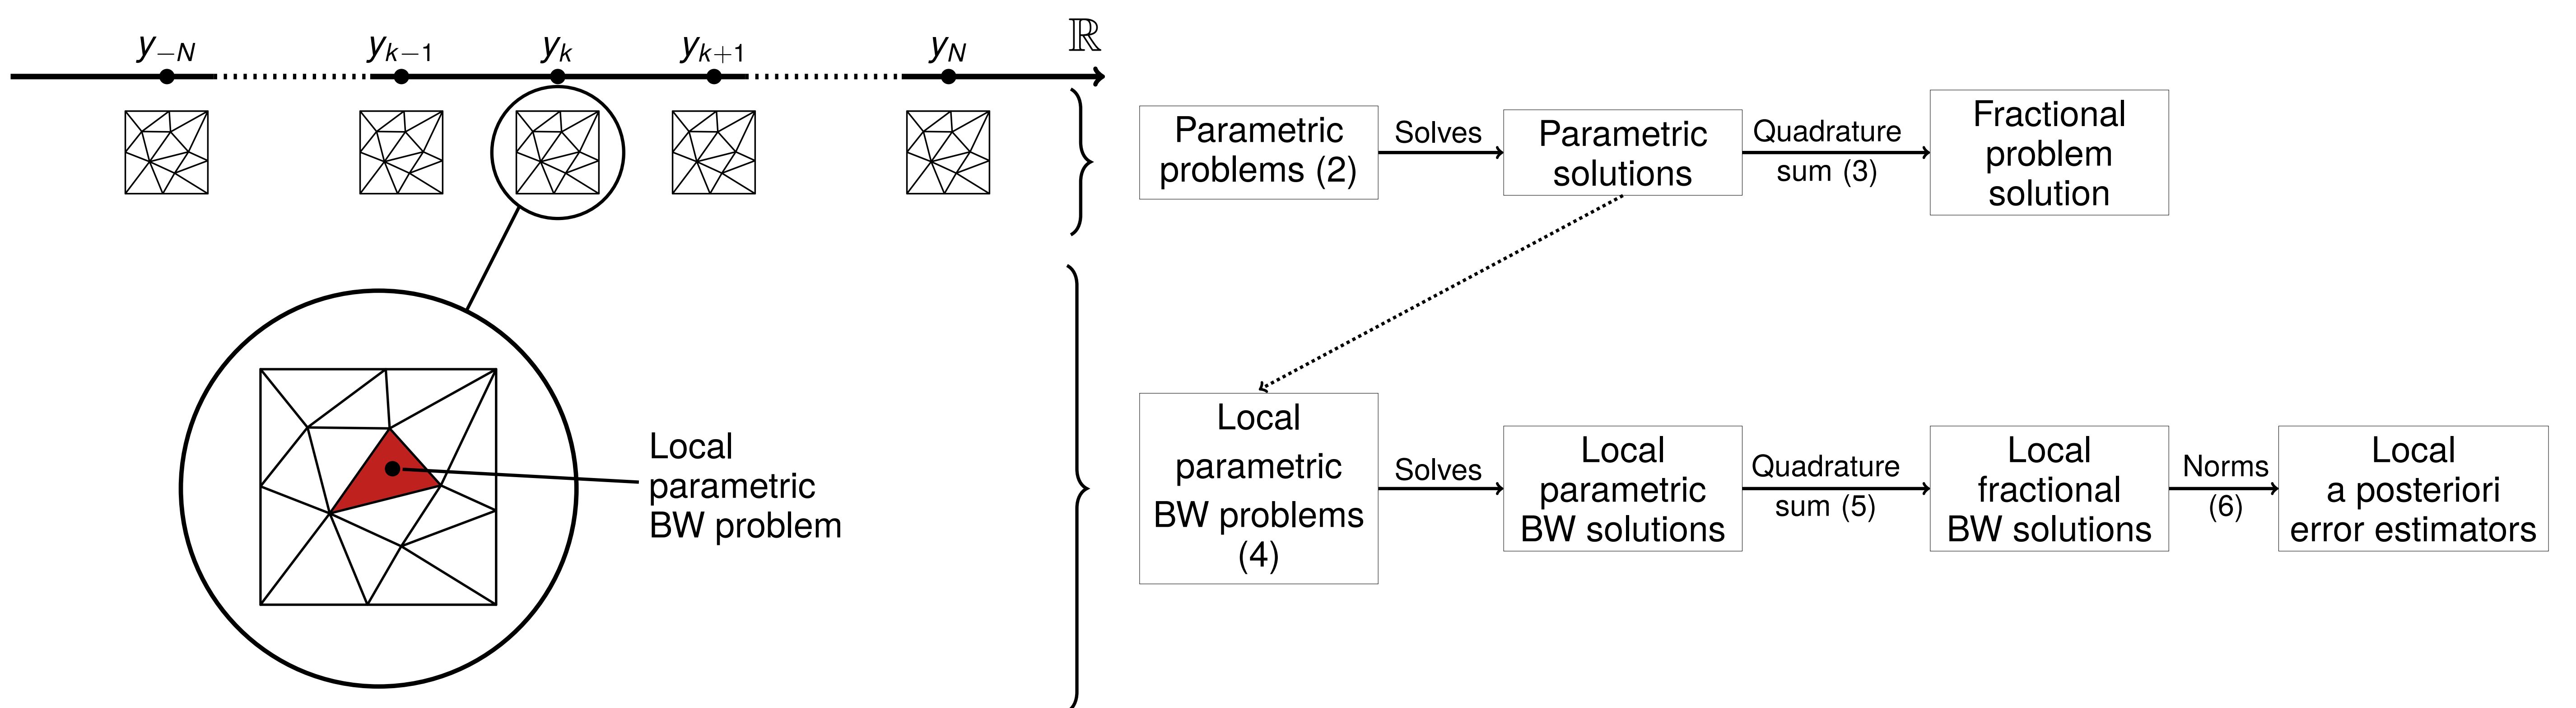 y₋N yₖ₋₁ yₖ yₖ₊₁ y_N ℝ
Parametric
problems (2)
Solves
Parametric
solutions
Quadrature
sum (3)
Fractional
problem
solution
Local
parametric
BW problem
Local
parametric
BW problems
(4)
Solves
Local
parametric
BW solutions
Quadrature
sum (5)
Local
fractional
BW solutions
Norms
(6)
Local
a posteriori
error estimators